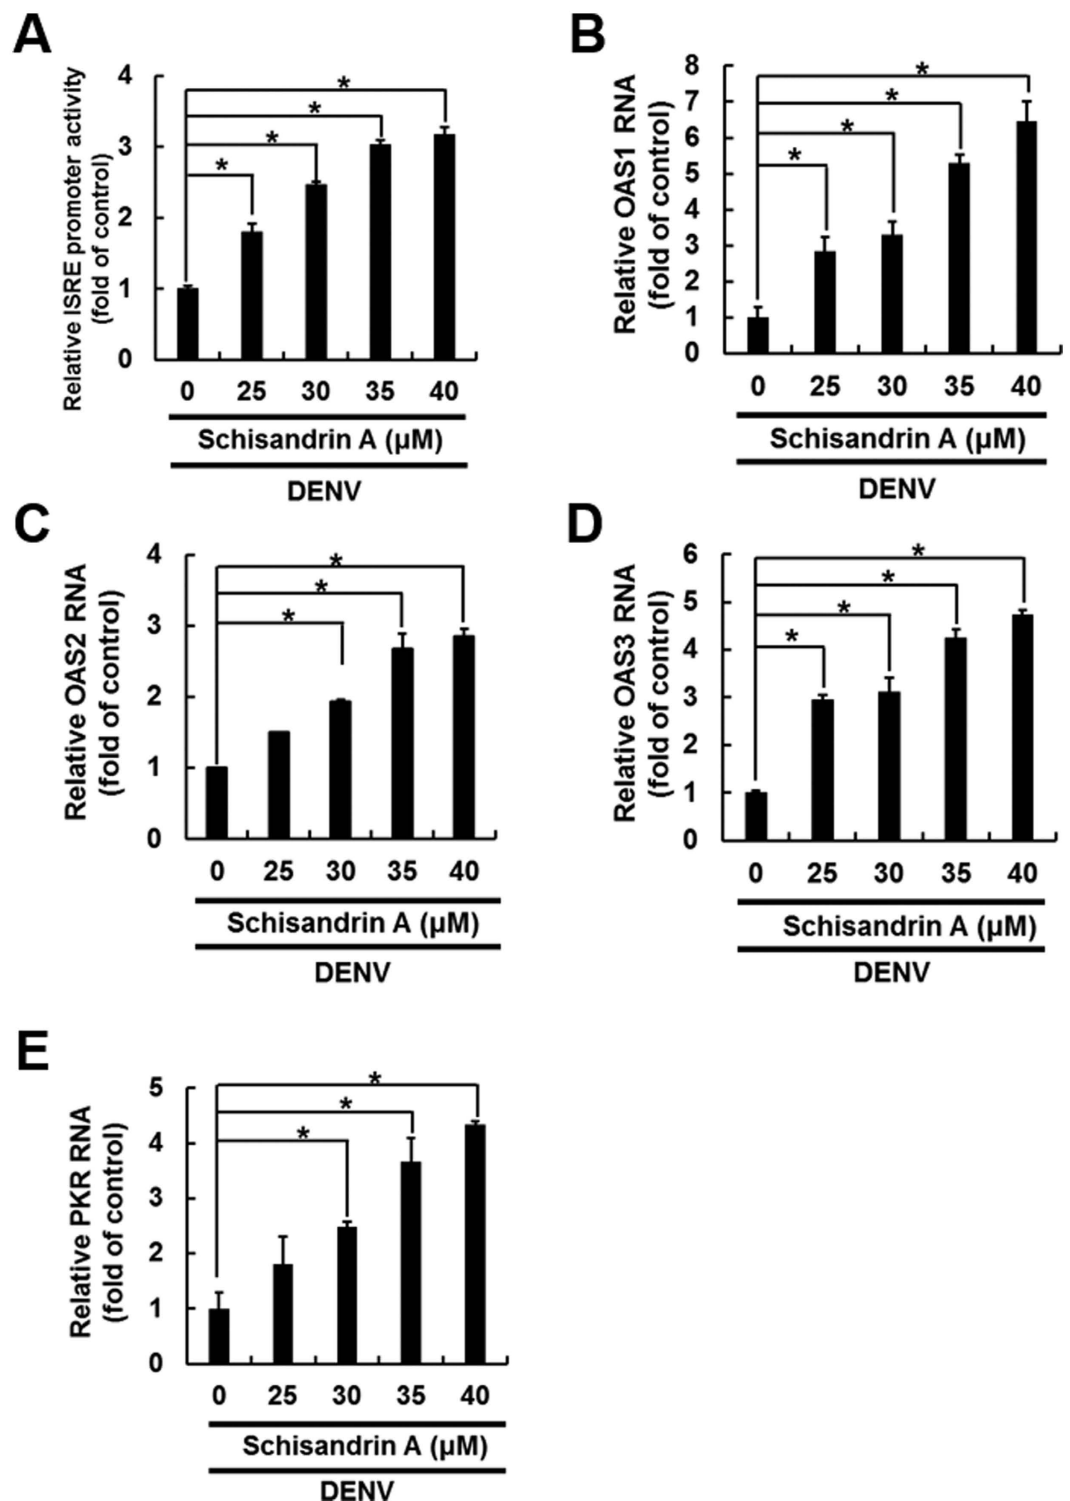 A
Relative ISRE promoter activity
(fold of control)
4
3
2
1
0
* * * *
0 25 30 35 40
Schisandrin A (μM)
DENV
B
Relative OAS1 RNA
(fold of control)
8
7
6
5
4
3
2
1
0
* * * *
0 25 30 35 40
Schisandrin A (μM)
DENV
C
Relative OAS2 RNA
(fold of control)
4
3
2
1
0
* * *
0 25 30 35 40
Schisandrin A (μM)
DENV
D
Relative OAS3 RNA
(fold of control)
6
5
4
3
2
1
0
* * * *
0 25 30 35 40
Schisandrin A (μM)
DENV
E
Relative PKR RNA
(fold of control)
5
4
3
2
1
0
* * *
0 25 30 35 40
Schisandrin A (μM)
DENV